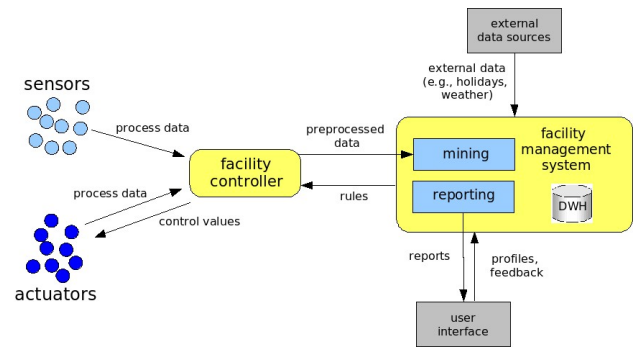 external
data sources
external data
(e.g., holidays,
weather)
sensors
process data
preprocessed
data
facility
management
system
mining
facility
controller
process data
rules
reporting
DWH
control values
reports
profiles,
feedback
actuators
user
interface